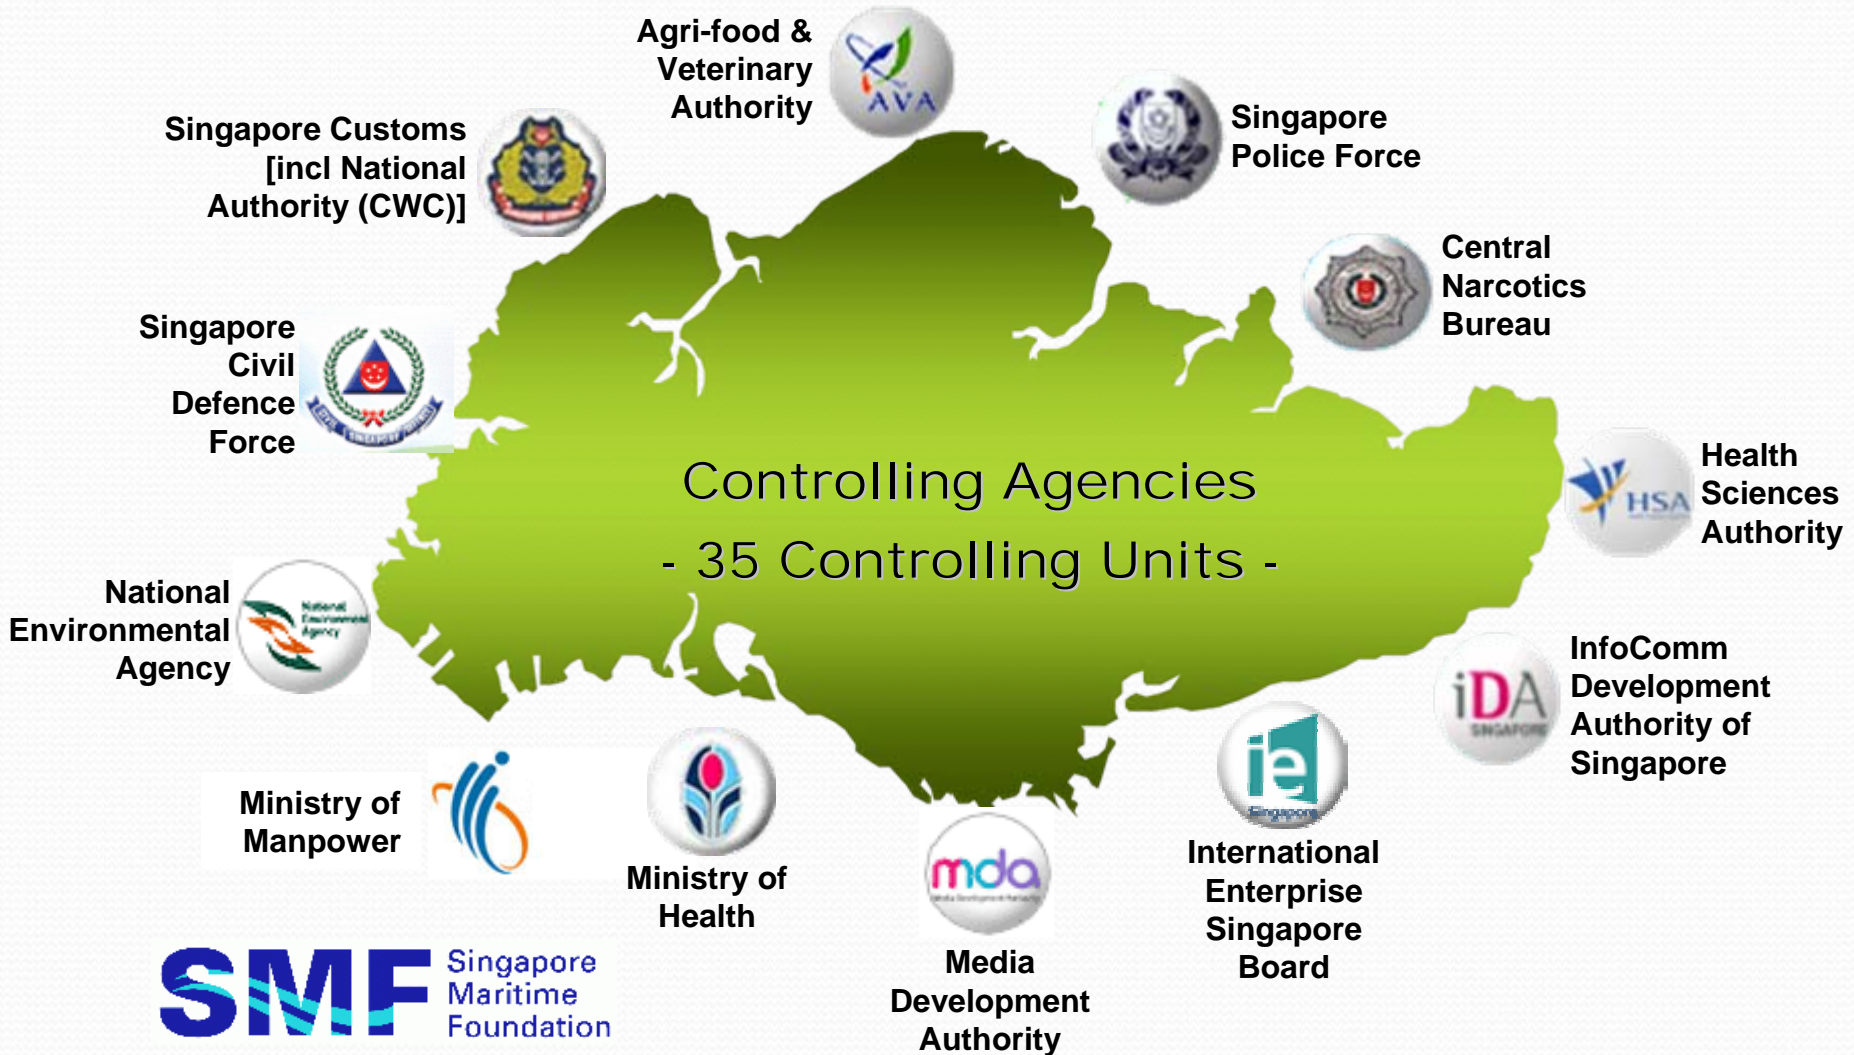 Agri-food &
Veterinary
Authority
AVA
Singapore Customs
[incl National
Authority (CWC)]
Singapore
Police Force
Central
Narcotics
Bureau
Singapore
Civil
Defence
Force
Controlling Agencies
- 35 Controlling Units -
HSA
Health
Sciences
Authority
National
Environmental
Agency
National
Environment
Agency
iDA
SINGAPORE
InfoComm
Development
Authority of
Singapore
ie
Singapore
International
Enterprise
Singapore
Board
Ministry of
Manpower
Ministry of
Health
mda
Media
Development
Authority
SMF
Singapore
Maritime
Foundation